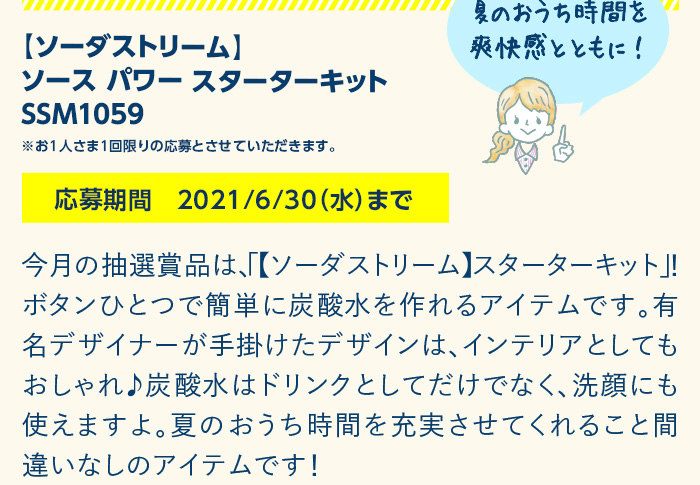 夏のおうち時間を
爽快感とともに！
【ソーダストリーム】
ソース パワー スターターキット
SSM1059
※お1人さま1回限りの応募とさせていただきます。
応募期間　2021/6/30(水)まで
今月の抽選賞品は、「【ソーダストリーム】スターターキット」！
ボタンひとつで簡単に炭酸水を作れるアイテムです。有
名デザイナーが手掛けたデザインは、インテリアとしても
おしゃれ♪炭酸水はドリンクとしてだけでなく、洗顔にも
使えますよ。夏のおうち時間を充実させてくれること間
違いなしのアイテムです！